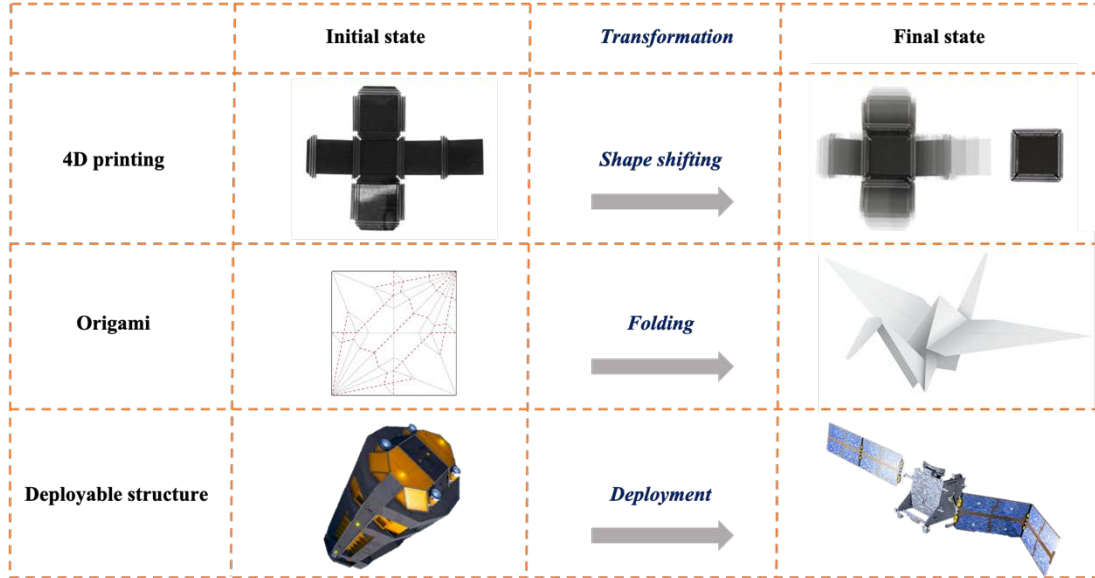 Initial state
Transformation
Final state
4D printing
Shape shifting
Origami
Folding
Deployable structure
Deployment